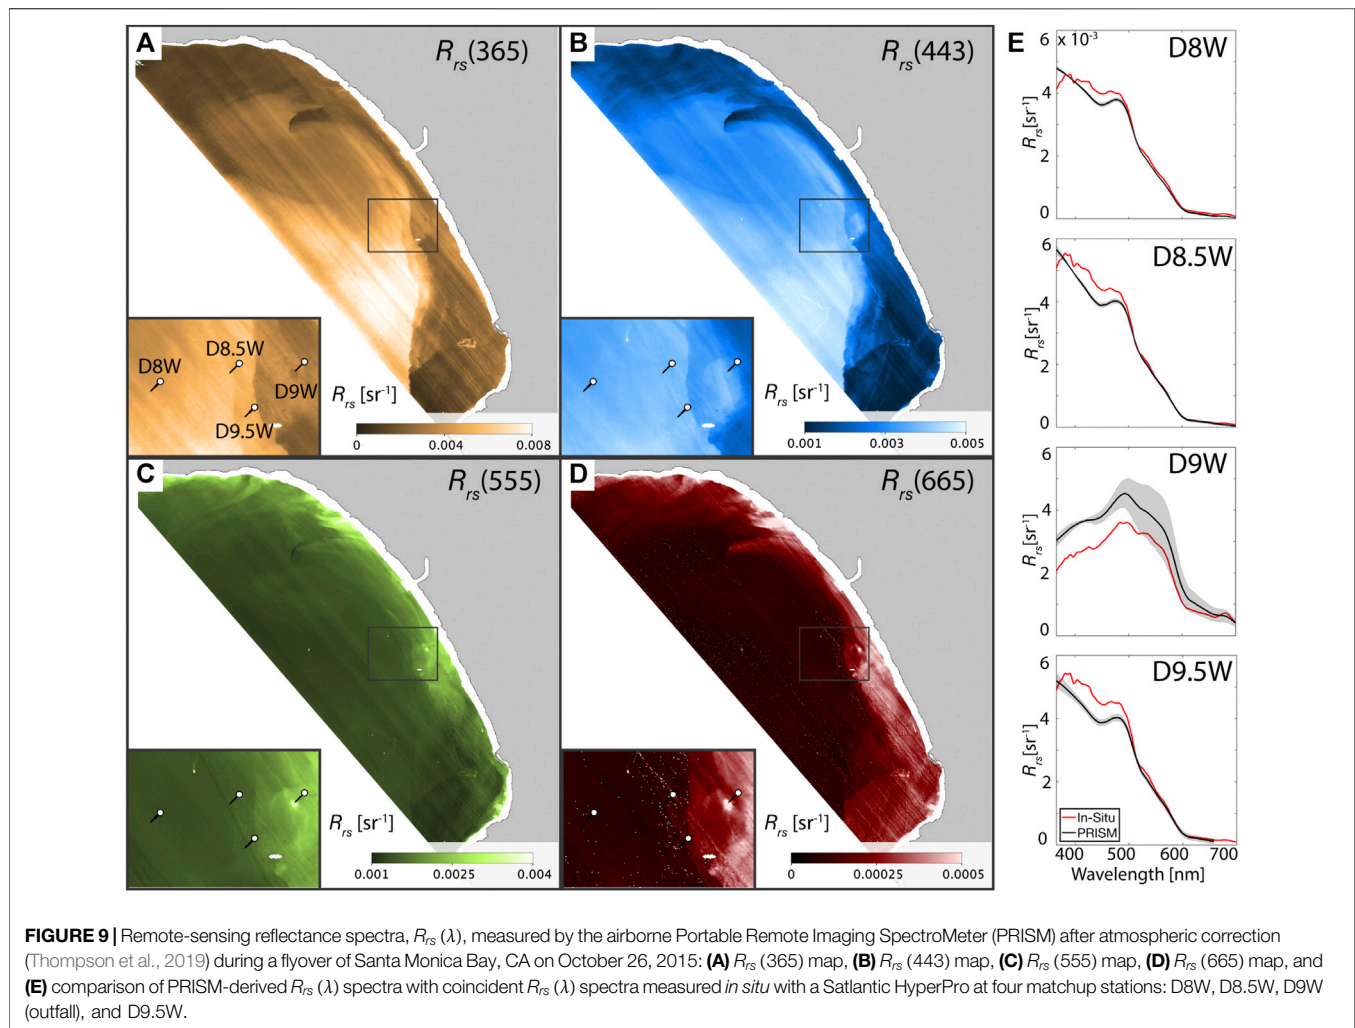 A
R_rs(365)
D8W
D8.5W
D9W
D9.5W
R_rs [sr⁻¹]
0 0.004 0.008
B
R_rs(443)
R_rs [sr⁻¹]
0.001 0.003 0.005
C
R_rs(555)
R_rs [sr⁻¹]
0.001 0.0025 0.004
D
R_rs(665)
R_rs [sr⁻¹]
0 0.00025 0.0005
E
x 10⁻³
D8W
6
4
2
0
R_rs[sr⁻¹]
D8.5W
6
4
2
0
R_rs[sr⁻¹]
D9W
6
4
2
0
R_rs[sr⁻¹]
D9.5W
6
4
2
0
R_rs[sr⁻¹]
In-Situ
PRISM
400 500 600 700
Wavelength [nm]
FIGURE 9 | Remote-sensing reflectance spectra, R_rs (λ), measured by the airborne Portable Remote Imaging SpectroMeter (PRISM) after atmospheric correction
(Thompson et al., 2019) during a flyover of Santa Monica Bay, CA on October 26, 2015: (A) R_rs (365) map, (B) R_rs (443) map, (C) R_rs (555) map, (D) R_rs (665) map, and
(E) comparison of PRISM-derived R_rs (λ) spectra with coincident R_rs (λ) spectra measured in situ with a Satlantic HyperPro at four matchup stations: D8W, D8.5W, D9W
(outfall), and D9.5W.